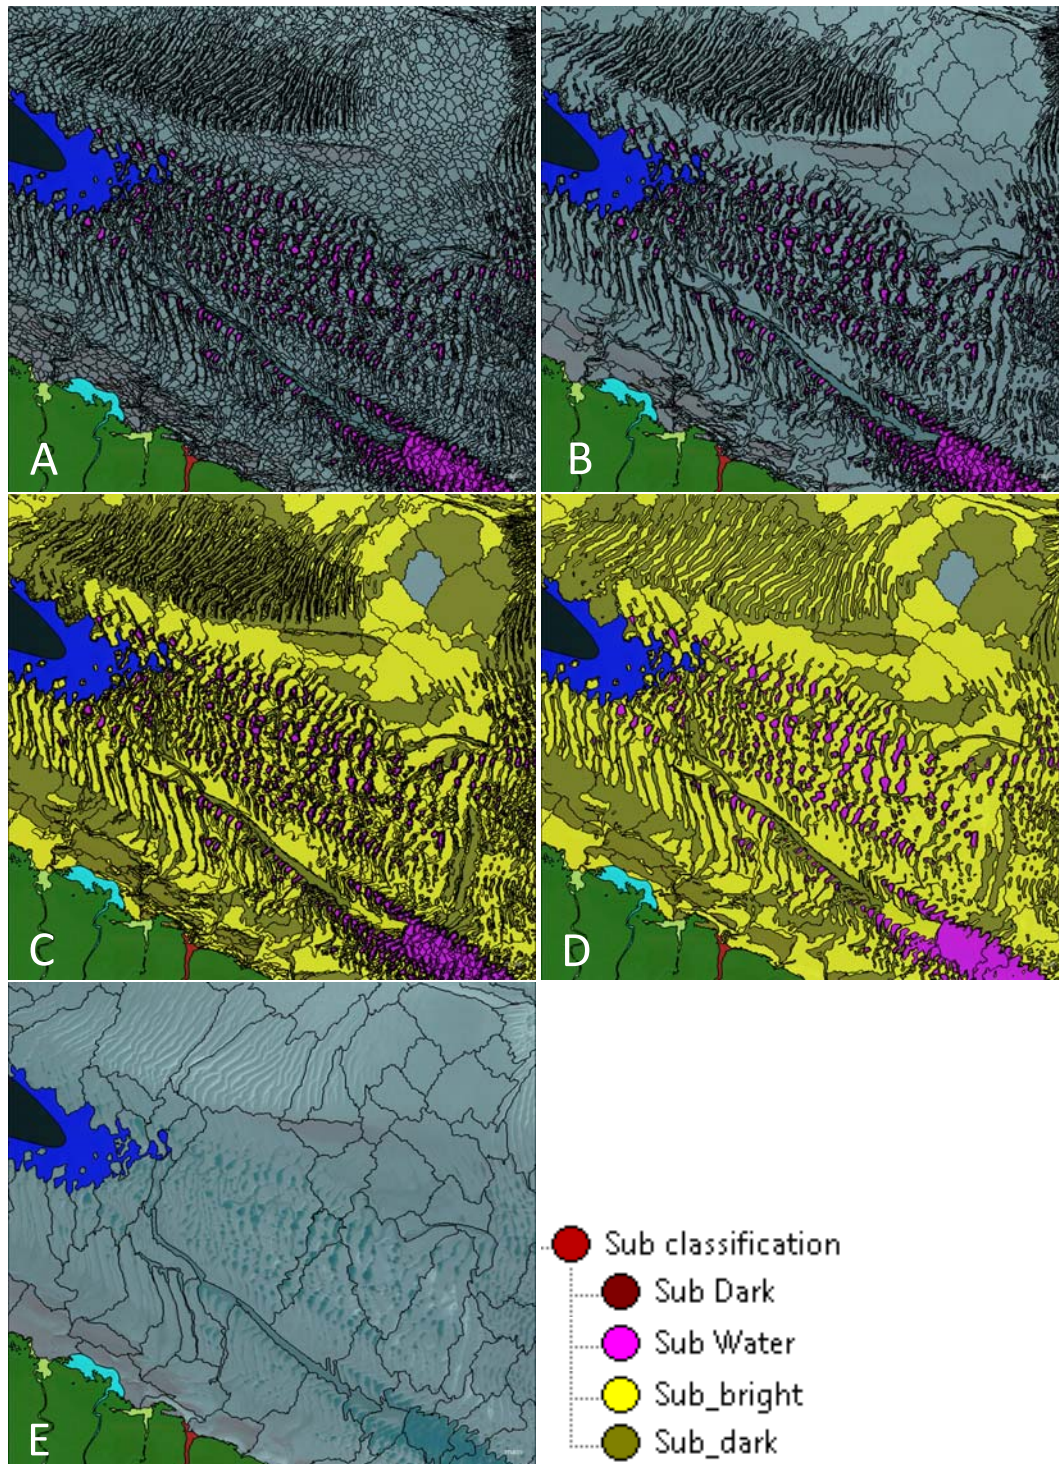 A
B
C
D
E
Sub classification
Sub Dark
Sub Water
Sub_bright
Sub_dark